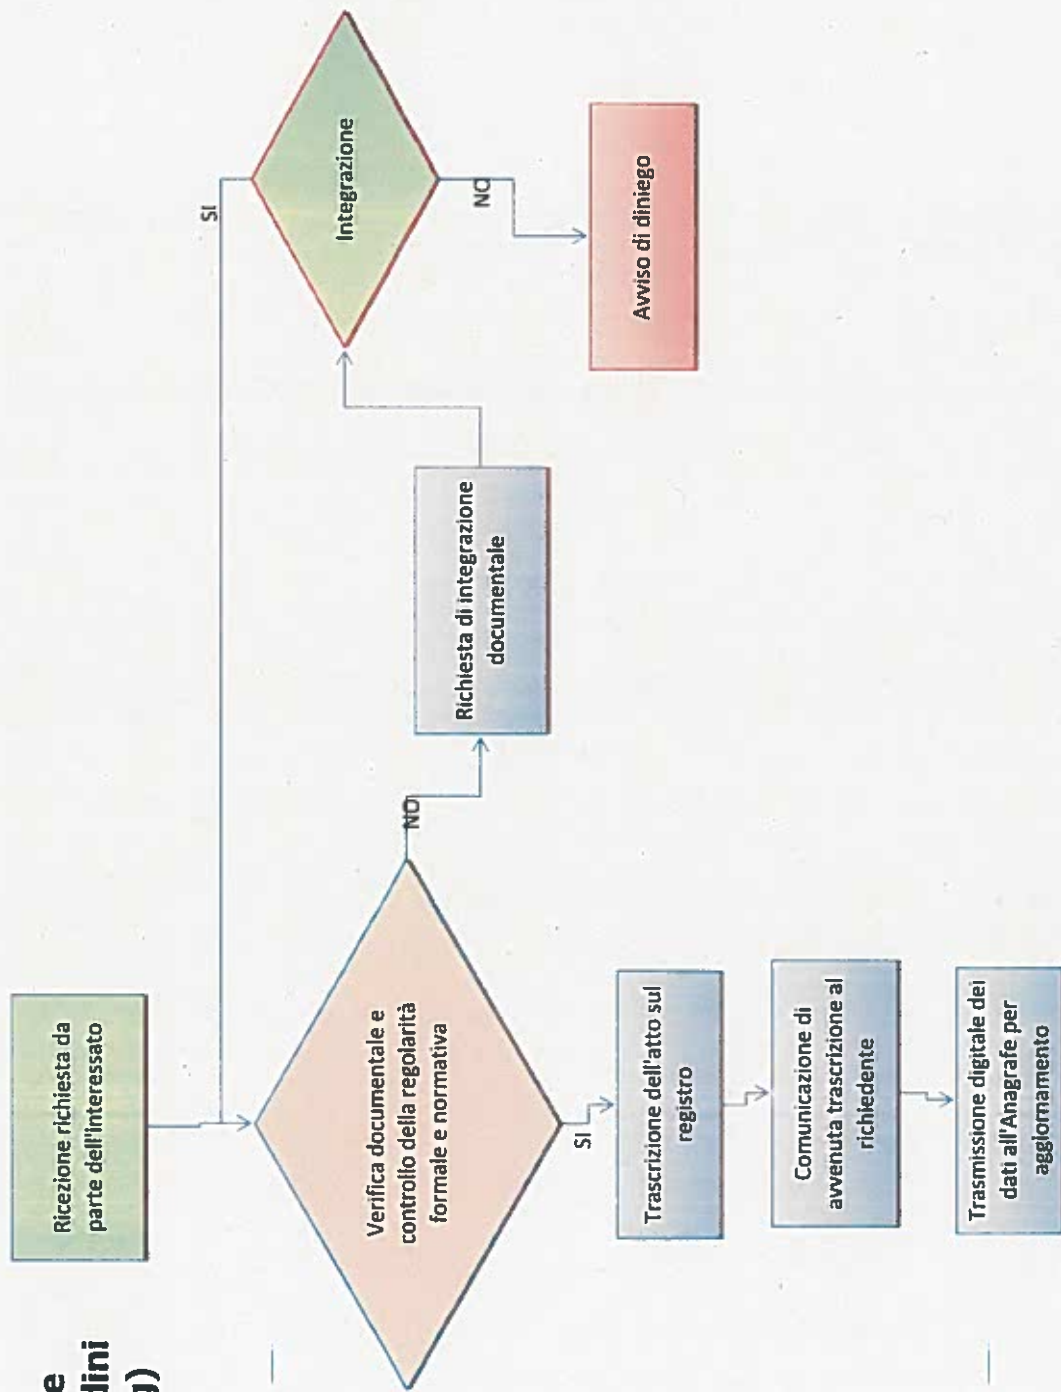 e
dini
g)
Ricezione richiesta da
parte dell'interessato
Verifica documentale e
controllo della regolarità
formale e normativa
NO
SI
Richiesta di integrazione
documentale
Integrazione
SI
NO
Avviso di diniego
Trascrizione dell'atto sul
registro
Comunicazione di
avvenuta trascrizione al
richiedente
Trasmissione digitale dei
dati all'Anagrafe per
aggiornamento